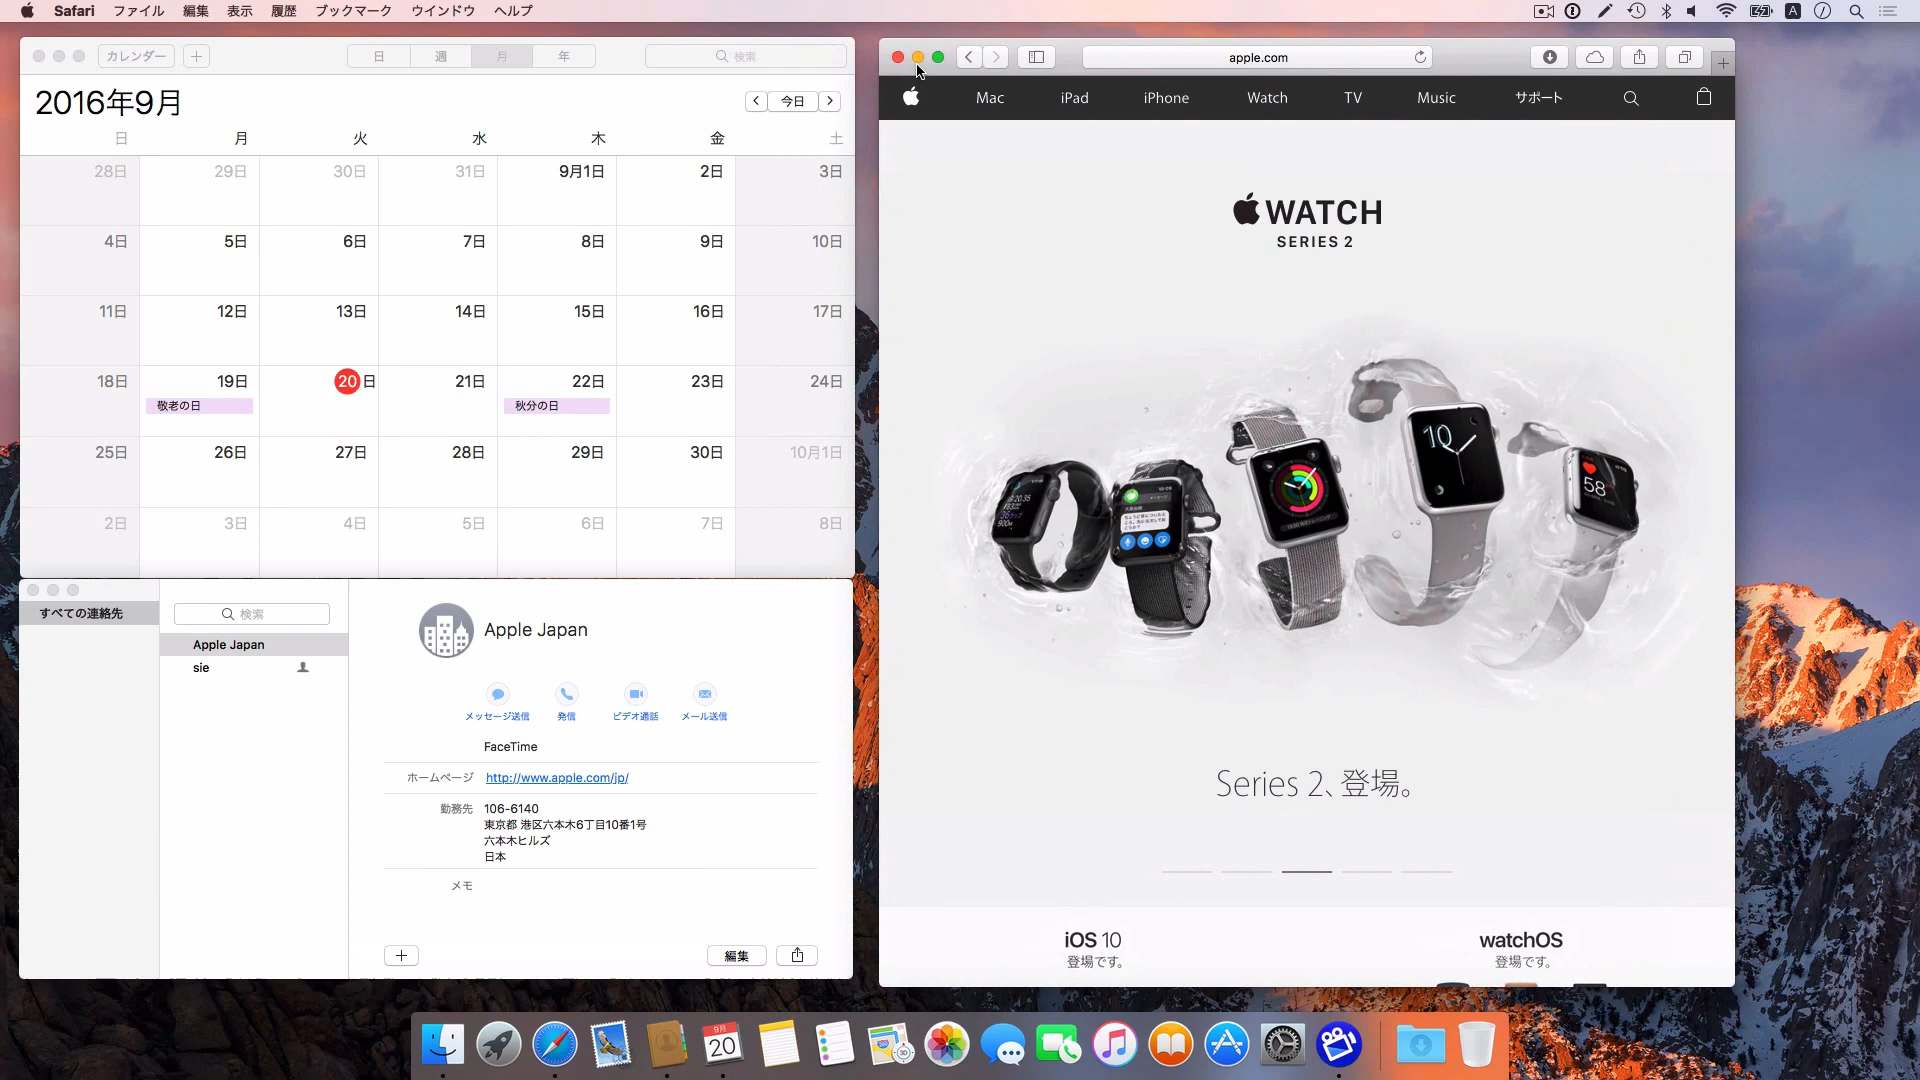 Safari ファイル 編集 表示 履歴 ブックマーク ウインドウ ヘルプ
カレンダー
日 週 月 年
検索
2016年9月
今日
日 月 火 水 木 金 土
28日 29日 30日 31日 9月1日 2日 3日
4日 5日 6日 7日 8日 9日 10日
11日 12日 13日 14日 15日 16日 17日
18日 19日 20日 21日 22日 23日 24日
敬老の日 秋分の日
25日 26日 27日 28日 29日 30日 10月1日
2日 3日 4日 5日 6日 7日 8日
すべての連絡先
検索
Apple Japan
sie
Apple Japan
メッセージ送信 発信 ビデオ通話 メール送信
FaceTime
ホームページ http://www.apple.com/jp/
勤務先 106-6140
東京都 港区六本木6丁目10番1号
六本木ヒルズ
日本
メモ
編集
apple.com
Mac iPad iPhone Watch TV Music サポート
WATCH
SERIES 2
10
58
Series 2、登場。
iOS 10
登場です。
watchOS
登場です。
9月
20
3D